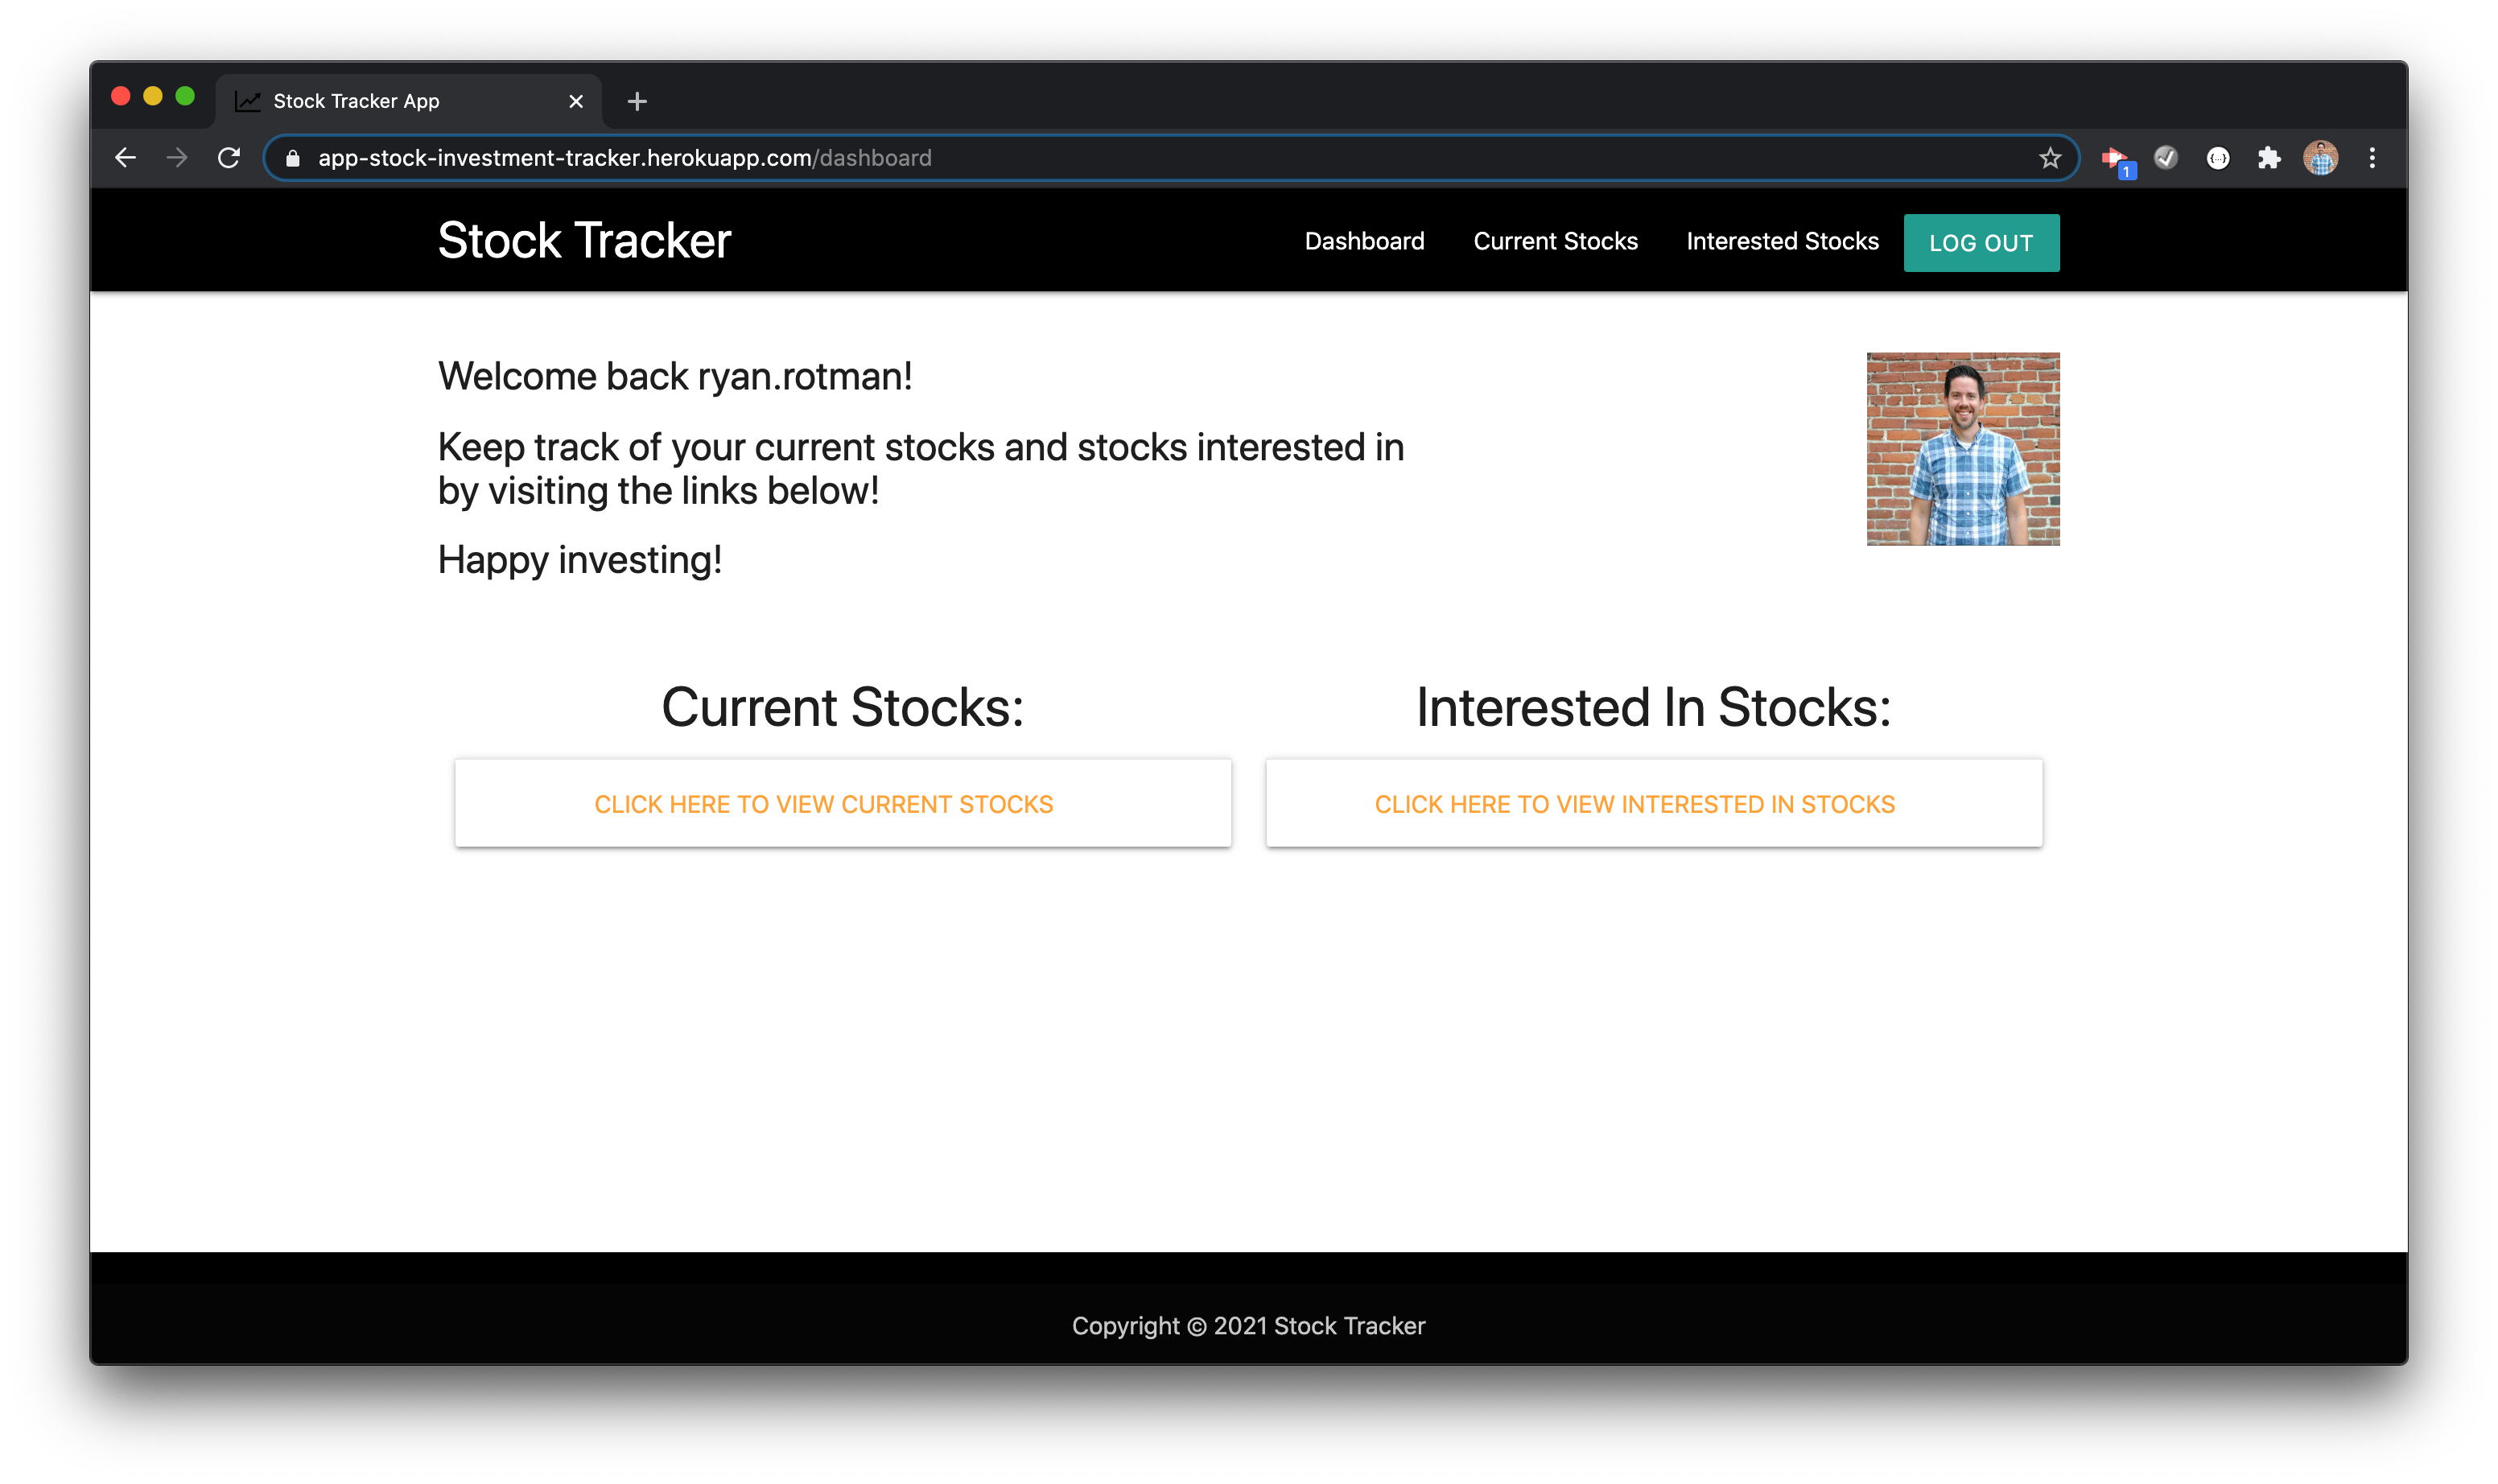 Stock Tracker App
app-stock-investment-tracker.herokuapp.com/dashboard
1
Stock Tracker
Dashboard
Current Stocks
Interested Stocks
LOG OUT
Welcome back ryan.rotman!
Keep track of your current stocks and stocks interested in
by visiting the links below!
Happy investing!
Current Stocks:
CLICK HERE TO VIEW CURRENT STOCKS
Interested In Stocks:
CLICK HERE TO VIEW INTERESTED IN STOCKS
Copyright © 2021 Stock Tracker